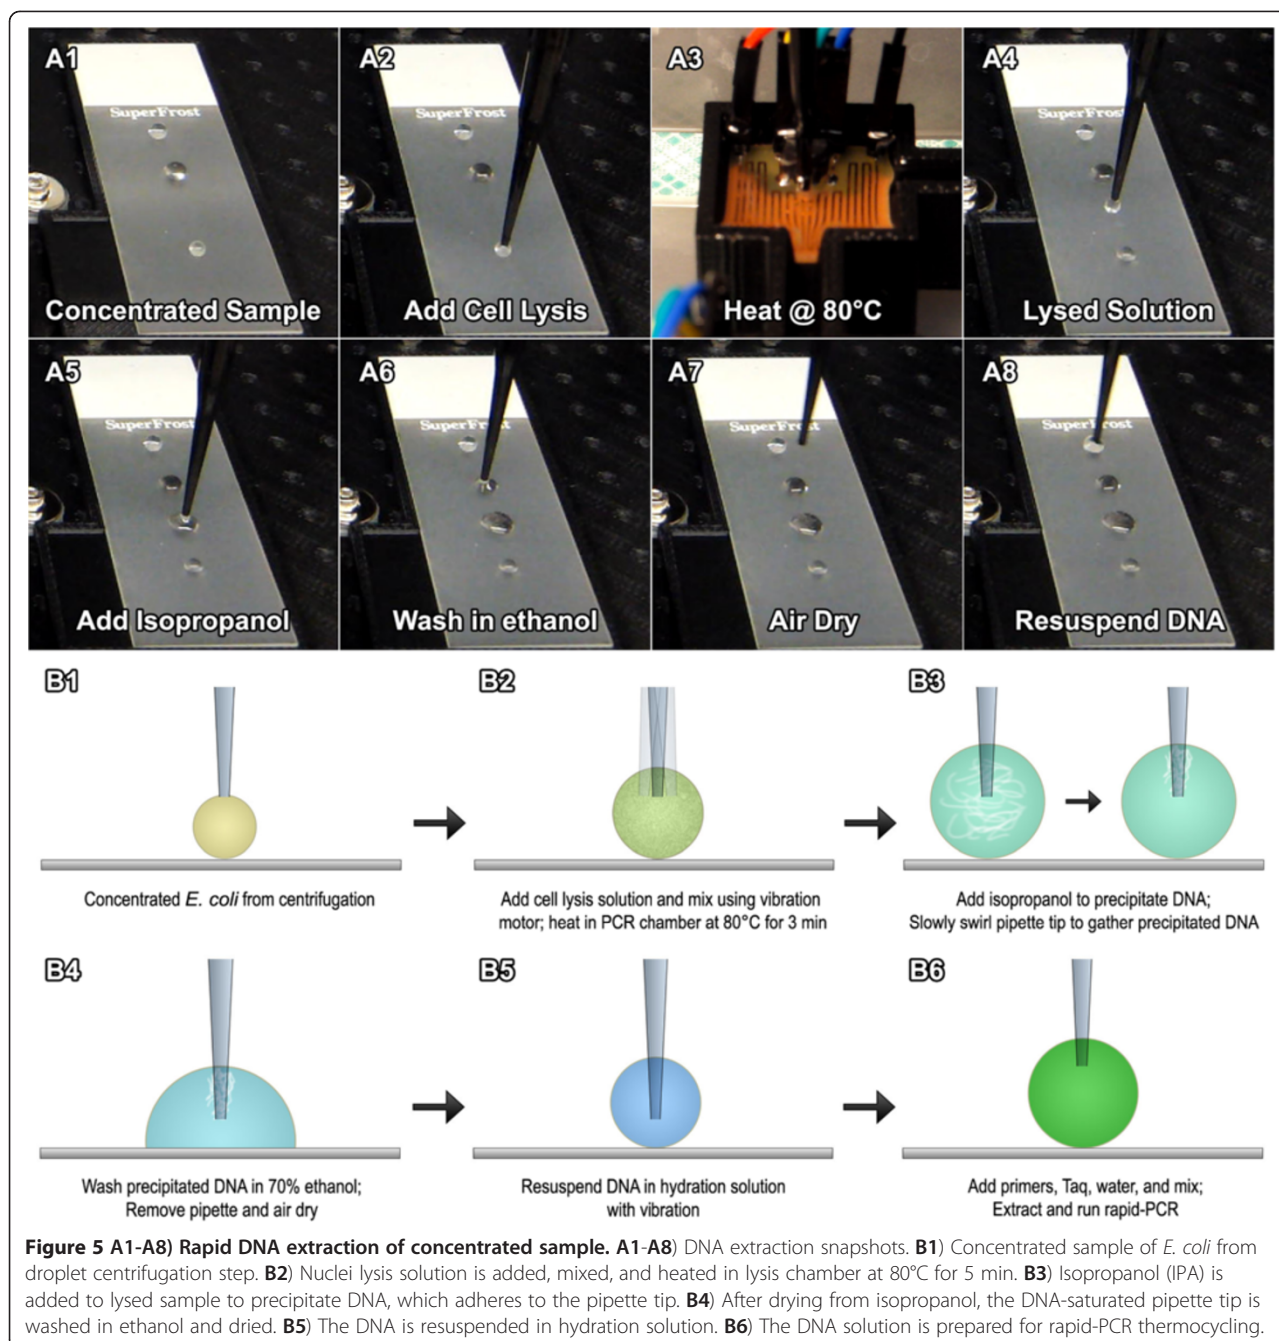 A1
A2
A3
A4
SuperFrost
SuperFrost
SuperFrost
Concentrated Sample
Add Cell Lysis
Heat @ 80°C
Lysed Solution
A5
A6
A7
A8
SuperFrost
SuperFrost
SuperFrost
SuperFrost
Add Isopropanol
Wash in ethanol
Air Dry
Resuspend DNA
B1
B2
B3
Concentrated E. coli from centrifugation
Add cell lysis solution and mix using vibration
motor; heat in PCR chamber at 80°C for 3 min
Add isopropanol to precipitate DNA;
Slowly swirl pipette tip to gather precipitated DNA
B4
B5
B6
Wash precipitated DNA in 70% ethanol;
Remove pipette and air dry
Resuspend DNA in hydration solution
with vibration
Add primers, Taq, water, and mix;
Extract and run rapid-PCR
Figure 5 A1-A8) Rapid DNA extraction of concentrated sample. A1-A8) DNA extraction snapshots. B1) Concentrated sample of E. coli from
droplet centrifugation step. B2) Nuclei lysis solution is added, mixed, and heated in lysis chamber at 80°C for 5 min. B3) Isopropanol (IPA) is
added to lysed sample to precipitate DNA, which adheres to the pipette tip. B4) After drying from isopropanol, the DNA-saturated pipette tip is
washed in ethanol and dried. B5) The DNA is resuspended in hydration solution. B6) The DNA solution is prepared for rapid-PCR thermocycling.